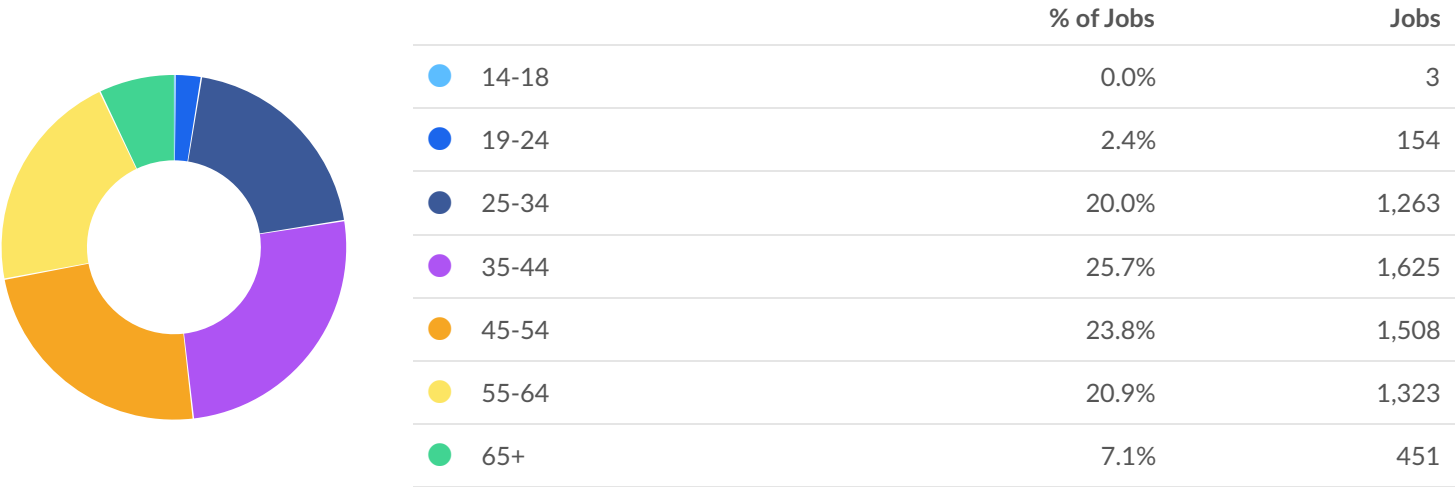 % of Jobs Jobs
14-18 0.0% 3
19-24 2.4% 154
25-34 20.0% 1,263
35-44 25.7% 1,625
45-54 23.8% 1,508
55-64 20.9% 1,323
65+ 7.1% 451